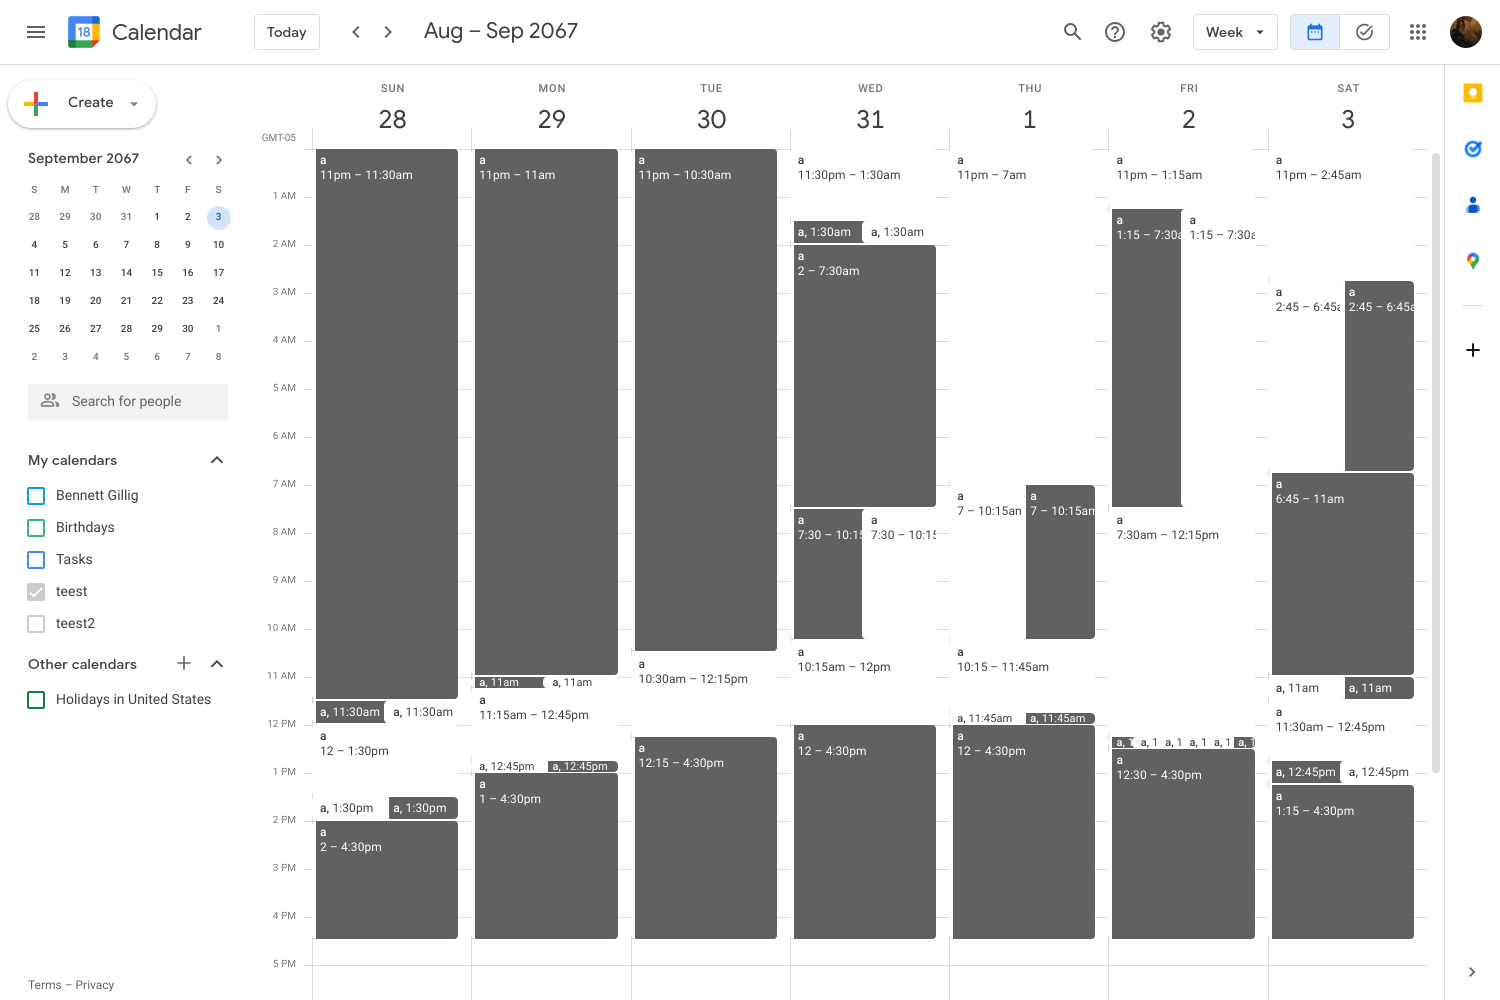 18 Calendar Today Aug – Sep 2067 Week
Create
GMT-05
SUN MON TUE WED THU FRI SAT
28 29 30 31 1 2 3
September 2067
S M T W T F S
28 29 30 31 1 2 3
4 5 6 7 8 9 10
11 12 13 14 15 16 17
18 19 20 21 22 23 24
25 26 27 28 29 30 1
2 3 4 5 6 7 8
Search for people
My calendars
Bennett Gillig
Birthdays
Tasks
teest
teest2
Other calendars
Holidays in United States
Terms – Privacy
1 AM
2 AM
3 AM
4 AM
5 AM
6 AM
7 AM
8 AM
9 AM
10 AM
11 AM
12 PM
1 PM
2 PM
3 PM
4 PM
5 PM
a
11pm – 11:30am
a, 11:30am
a, 11:30am
a
12 – 1:30pm
a, 1:30pm
a, 1:30pm
a
2 – 4:30pm
a
11pm – 11am
a, 11am
a, 11am
a
11:15am – 12:45pm
a, 12:45pm
a, 12:45pm
a
1 – 4:30pm
a
11pm – 10:30am
a
10:30am – 12:15pm
a
12:15 – 4:30pm
a
11:30pm – 1:30am
a, 1:30am
a, 1:30am
a
2 – 7:30am
a
7:30 – 10:15
a
7:30 – 10:15
a
10:15am – 12pm
a
12 – 4:30pm
a
11pm – 7am
a
7 – 10:15am
a
7 – 10:15am
a
10:15 – 11:45am
a, 11:45am
a, 11:45am
a
12 – 4:30pm
a
11pm – 1:15am
a
1:15 – 7:30a
a
1:15 – 7:30a
a
7:30am – 12:15pm
a, 1
a, 1
a, 1
a, 1
a, 1
a, 1
a
12:30 – 4:30pm
a
11pm – 2:45am
a
2:45 – 6:45a
a
2:45 – 6:45a
a
6:45 – 11am
a, 11am
a, 11am
a
11:30am – 12:45pm
a, 12:45pm
a, 12:45pm
a
1:15 – 4:30pm